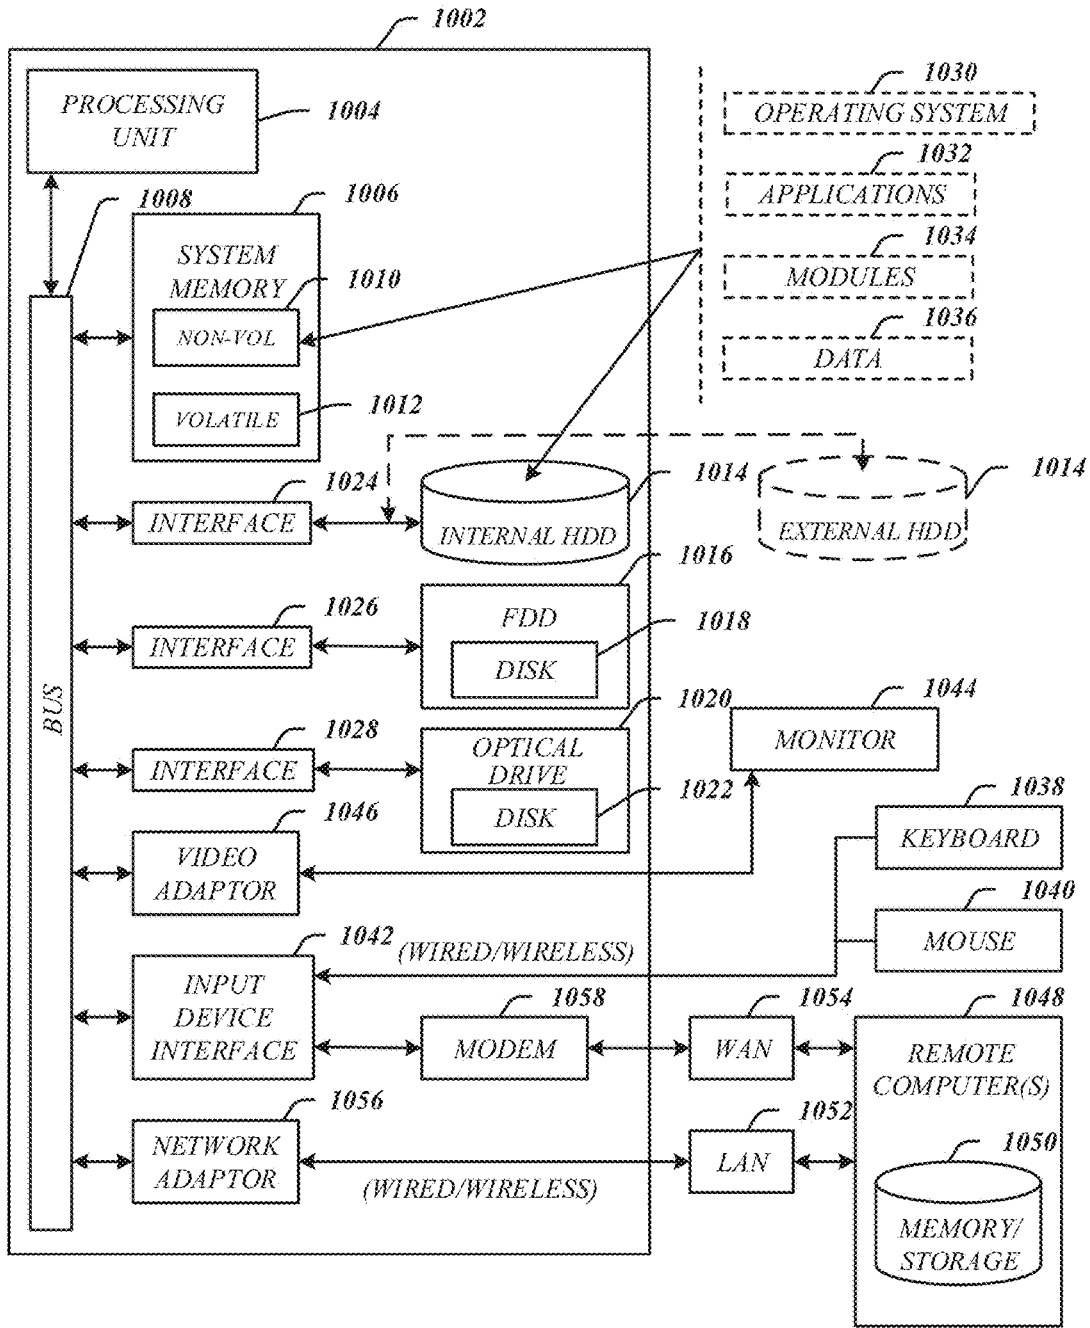 1002
PROCESSING
UNIT
1004
1030
OPERATING SYSTEM
1032
APPLICATIONS
1034
MODULES
1036
DATA
1008
1006
SYSTEM
MEMORY
1010
NON-VOL
1012
VOLATILE
BUS
1024
INTERFACE
1014
INTERNAL HDD
1014
EXTERNAL HDD
1026
INTERFACE
1016
FDD
1018
DISK
1028
INTERFACE
1020
OPTICAL
DRIVE
1022
DISK
1044
MONITOR
1046
VIDEO
ADAPTOR
1038
KEYBOARD
1040
MOUSE
1042
INPUT
DEVICE
INTERFACE
(WIRED/WIRELESS)
1058
MODEM
1054
WAN
1048
REMOTE
COMPUTER(S)
1056
NETWORK
ADAPTOR
(WIRED/WIRELESS)
1052
LAN
1050
MEMORY/
STORAGE